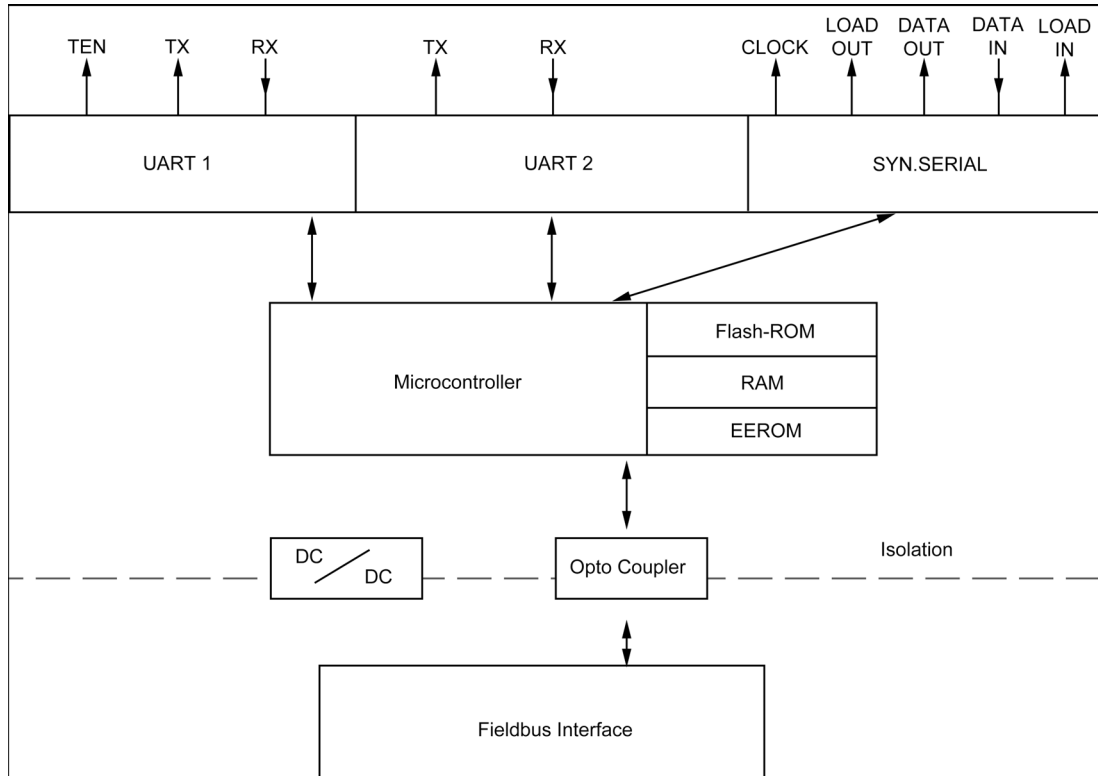 TEN
TX
RX
TX
RX
CLOCK
LOAD
OUT
DATA
OUT
DATA
IN
LOAD
IN
UART 1
UART 2
SYN.SERIAL
Microcontroller
Flash-ROM
RAM
EEROM
DC
DC
Opto Coupler
Isolation
Fieldbus Interface